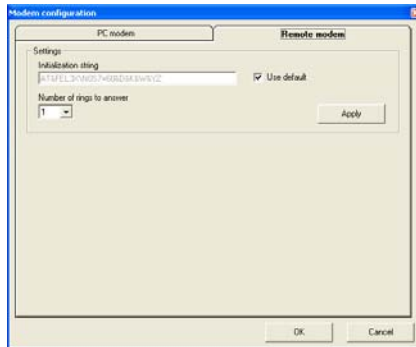 Modem configuration
PC modem
Remote modem
Settings
Initialization string
Use default
Number of rings to answer
1
Apply
OK
Cancel